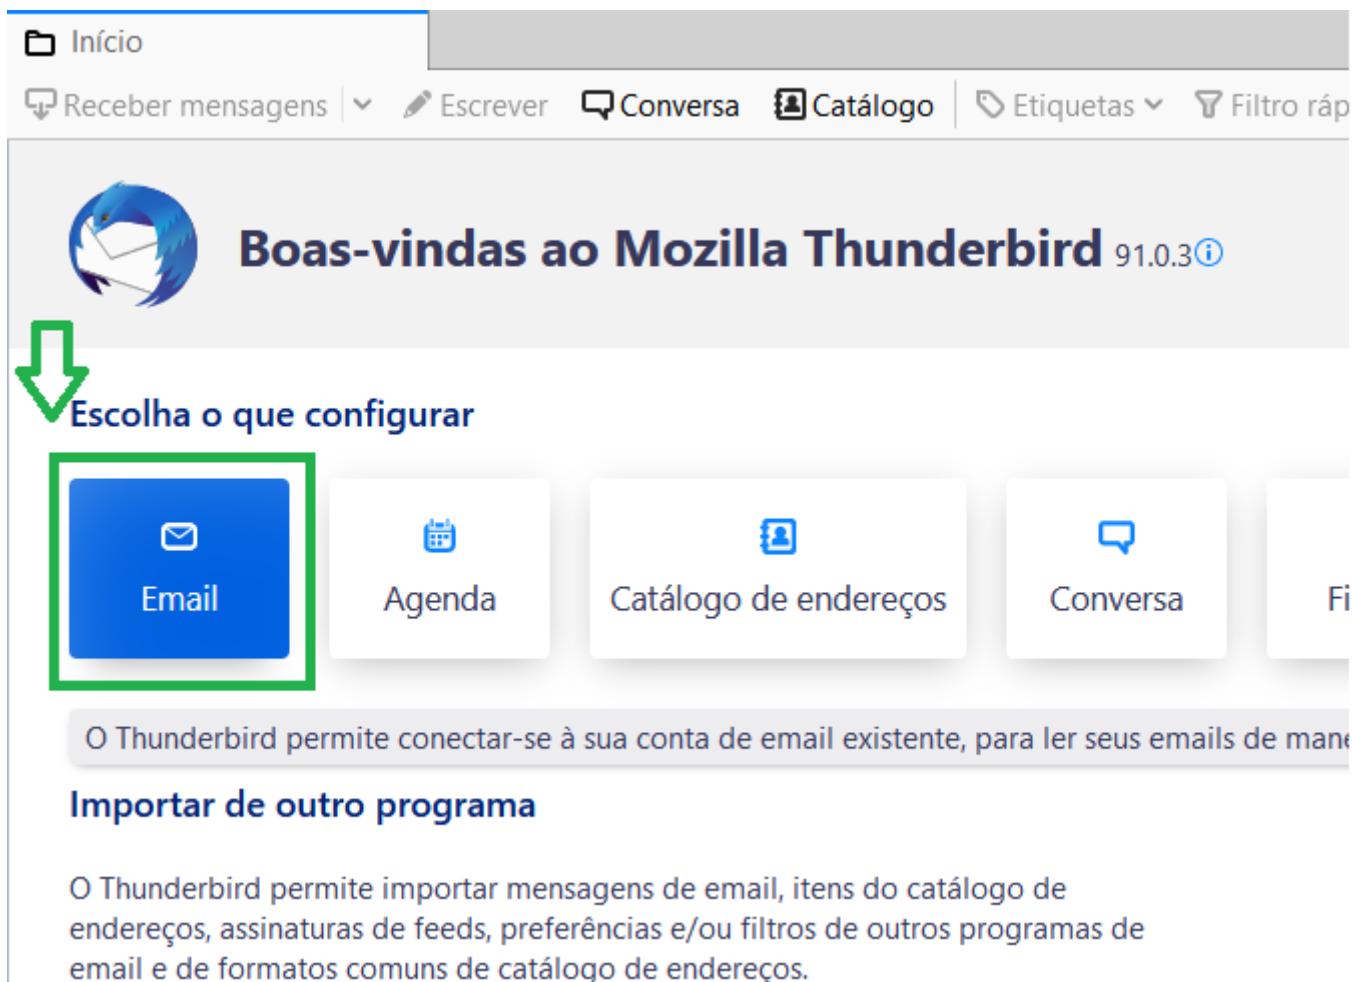 Início
Receber mensagens Escrever Conversa Catálogo Etiquetas Filtro ráp
Boas-vindas ao Mozilla Thunderbird 91.0.3
Escolha o que configurar
Email Agenda Catálogo de endereços Conversa Fi
O Thunderbird permite conectar-se à sua conta de email existente, para ler seus emails de mane
Importar de outro programa
O Thunderbird permite importar mensagens de email, itens do catálogo de
endereços, assinaturas de feeds, preferências e/ou filtros de outros programas de
email e de formatos comuns de catálogo de endereços.